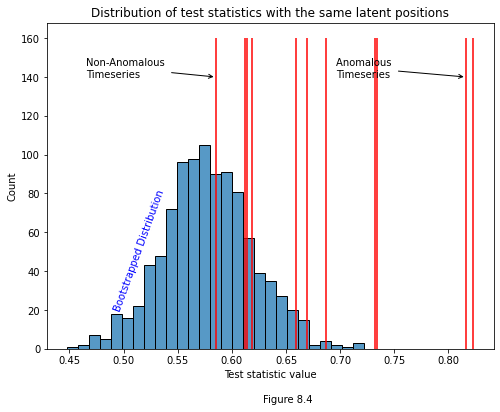 Distribution of test statistics with the same latent positions
160
140
120
100
80
60
40
20
0
Count
Non-Anomalous
Timeseries
Anomalous
Timeseries
Bootstrapped Distribution
0.45 0.50 0.55 0.60 0.65 0.70 0.75 0.80
Test statistic value
Figure 8.4